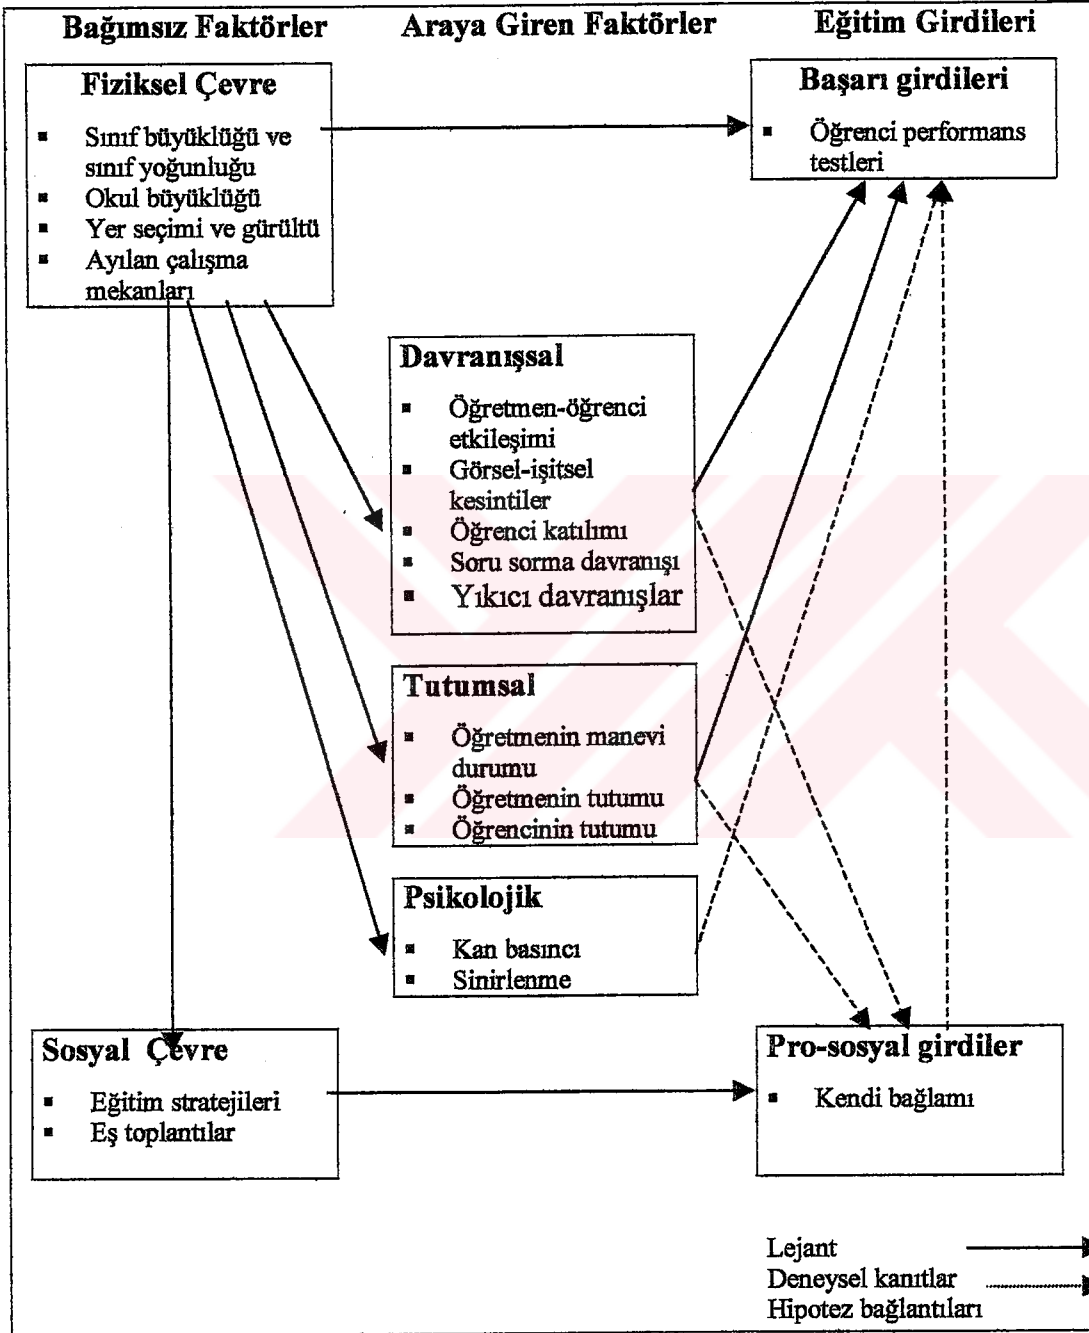 Bağımsız Faktörler
Araya Giren Faktörler
Eğitim Girdileri
Fiziksel Çevre
▪ Sınıf büyüklüğü ve
sınıf yoğunluğu
▪ Okul büyüklüğü
▪ Yer seçimi ve gürültü
▪ Ayılan çalışma
mekanları
Başarı girdileri
▪ Öğrenci performans
testleri
Davranışsal
▪ Öğretmen-öğrenci
etkileşimi
▪ Görsel-işitsel
kesintiler
▪ Öğrenci katılımı
▪ Soru sorma davranışı
▪ Yıkıcı davranışlar
Tutumsal
▪ Öğretmenin manevi
durumu
▪ Öğretmenin tutumu
▪ Öğrencinin tutumu
Psikolojik
▪ Kan basıncı
▪ Sinirlenme
Sosyal Çevre
▪ Eğitim stratejileri
▪ Eş toplantılar
Pro-sosyal girdiler
▪ Kendi bağlamı
Lejant
Deneysel kanıtlar
Hipotez bağlantıları